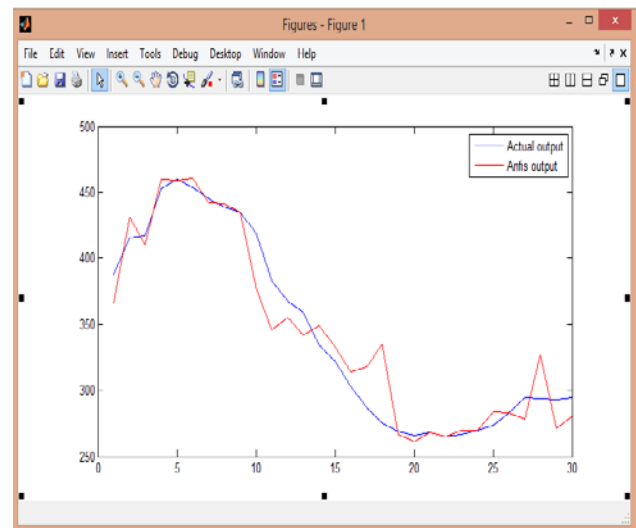 Figures - Figure 1
File Edit View Insert Tools Debug Desktop Window Help
500
450
400
350
300
250
0 5 10 15 20 25 30
Actual output
Anfis output